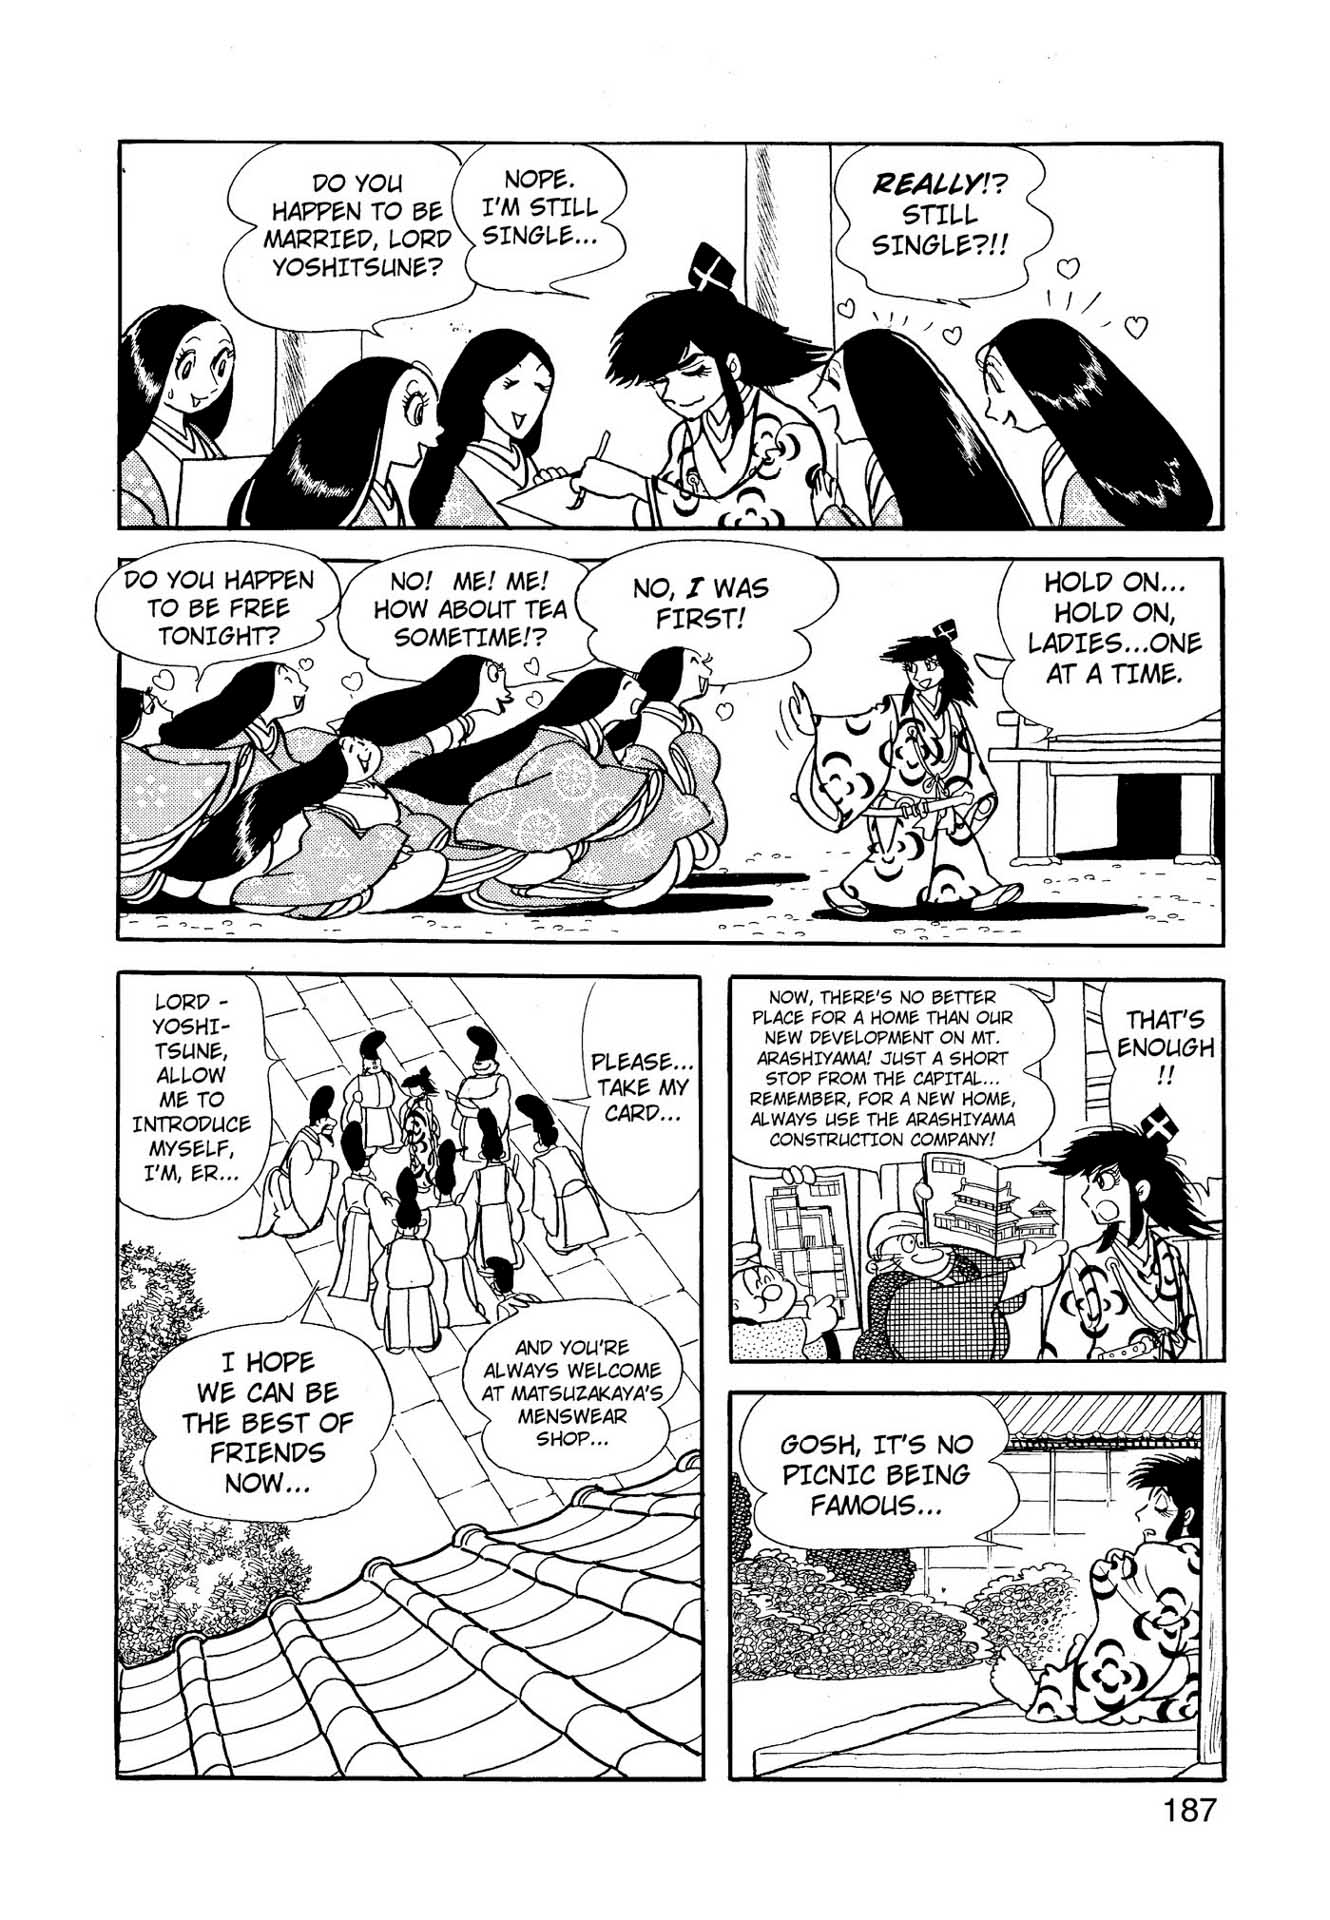 DO YOU
HAPPEN TO BE
MARRIED, LORD
YOSHITSUNE?
NOPE.
I'M STILL
SINGLE...
REALLY!?
STILL
SINGLE?!!
DO YOU HAPPEN
TO BE FREE
TONIGHT?
NO! ME! ME!
HOW ABOUT TEA
SOMETIME!?
NO, I WAS
FIRST!
HOLD ON...
HOLD ON,
LADIES...ONE
AT A TIME.
LORD -
YOSHI-
TSUNE,
ALLOW
ME TO
INTRODUCE
MYSELF,
I'M, ER...
PLEASE...
TAKE MY
CARD...
I HOPE
WE CAN BE
THE BEST OF
FRIENDS
NOW...
AND YOU'RE
ALWAYS WELCOME
AT MATSUZAKAYA'S
MENSWEAR
SHOP...
NOW, THERE'S NO BETTER
PLACE FOR A HOME THAN OUR
NEW DEVELOPMENT ON MT.
ARASHIYAMA! JUST A SHORT
STOP FROM THE CAPITAL...
REMEMBER, FOR A NEW HOME,
ALWAYS USE THE ARASHIYAMA
CONSTRUCTION COMPANY!
THAT'S
ENOUGH
!!
GOSH, IT'S NO
PICNIC BEING
FAMOUS...
187